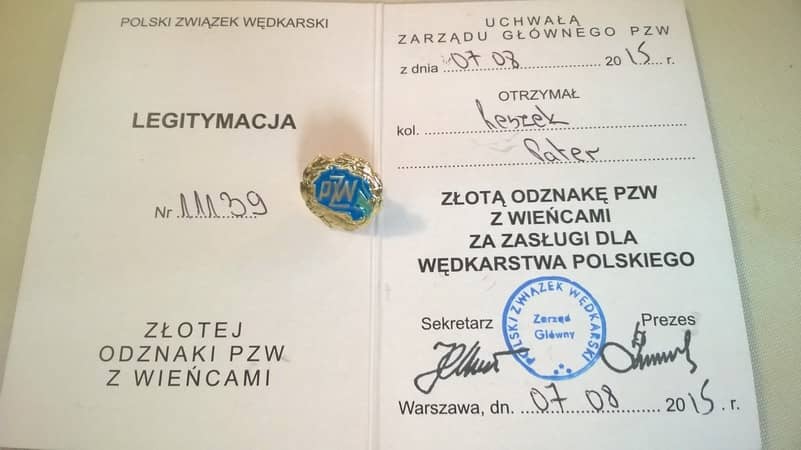 POLSKI ZWIĄZEK WĘDKARSKI
LEGITYMACJA
Nr 11139
ZŁOTEJ
ODZNAKI PZW
Z WIEŃCAMI
PZW
UCHWAŁĄ
ZARZĄDU GŁÓWNEGO PZW
z dnia 07 08 2015 r.
OTRZYMAŁ
kol. Leszek
Pater
ZŁOTĄ ODZNAKĘ PZW
Z WIEŃCAMI
ZA ZASŁUGI DLA
WĘDKARSTWA POLSKIEGO
Sekretarz Prezes
POLSKI ZWIĄZEK WĘDKARSKI
Zarząd
Główny
Warszawa, dn. 07 08 2015. r.